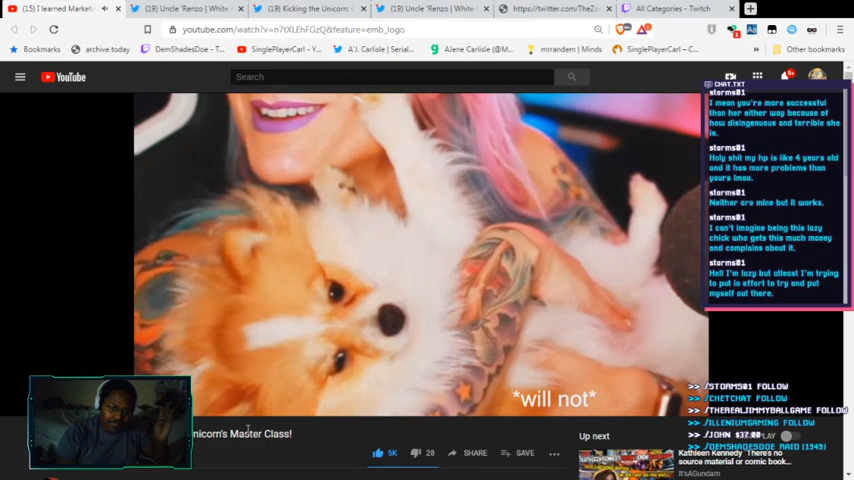 (15) I learned Marketi
(19) Uncle 'Renzo | White
(19) Kicking the Unicorn:
(19) Uncle 'Renzo | White
https://twitter.com/TheZo
All Categories - Twitch
youtube.com/watch?v=n7tXLEhFGzQ&feature=emb_logo
Bookmarks
archive.today
DemShadesDoe - T...
SinglePlayerCarl - Y...
A.J. Carlisle | Serial...
AJene Carlisle (@M...
mrrandem | Minds
SinglePlayerCarl – C...
Other bookmarks
YouTube
Search
9+
CHAT.TXT
storms01
I mean you're more successful
than her either way because of
how disingenuous and terrible she
is.
storms01
Holy shit my hp is like 4 years old
and it has more problems than
yours lmao.
storms01
Neither are mine but it works.
storms01
I can't imagine being this lazy
chick who gets this much money
and complains about it.
storms01
Hell I'm lazy but atleast I'm trying
to put in effort to try and put
myself out there.
*will not*
>> /STORMS01 FOLLOW
>> /CHETCHAT FOLLOW
>> /THEREALJIMMYBALLGAME FOLLOW
>> /ILLENIUMGAMING FOLLOW
>> /JOHN $37.00
>> /DEMSHADESDOE RAID (1545)
nicorn's Master Class!
5K
28
SHARE
SAVE
Up next
Kathleen Kennedy "There's no
source material or comic book...
It'sAGundam